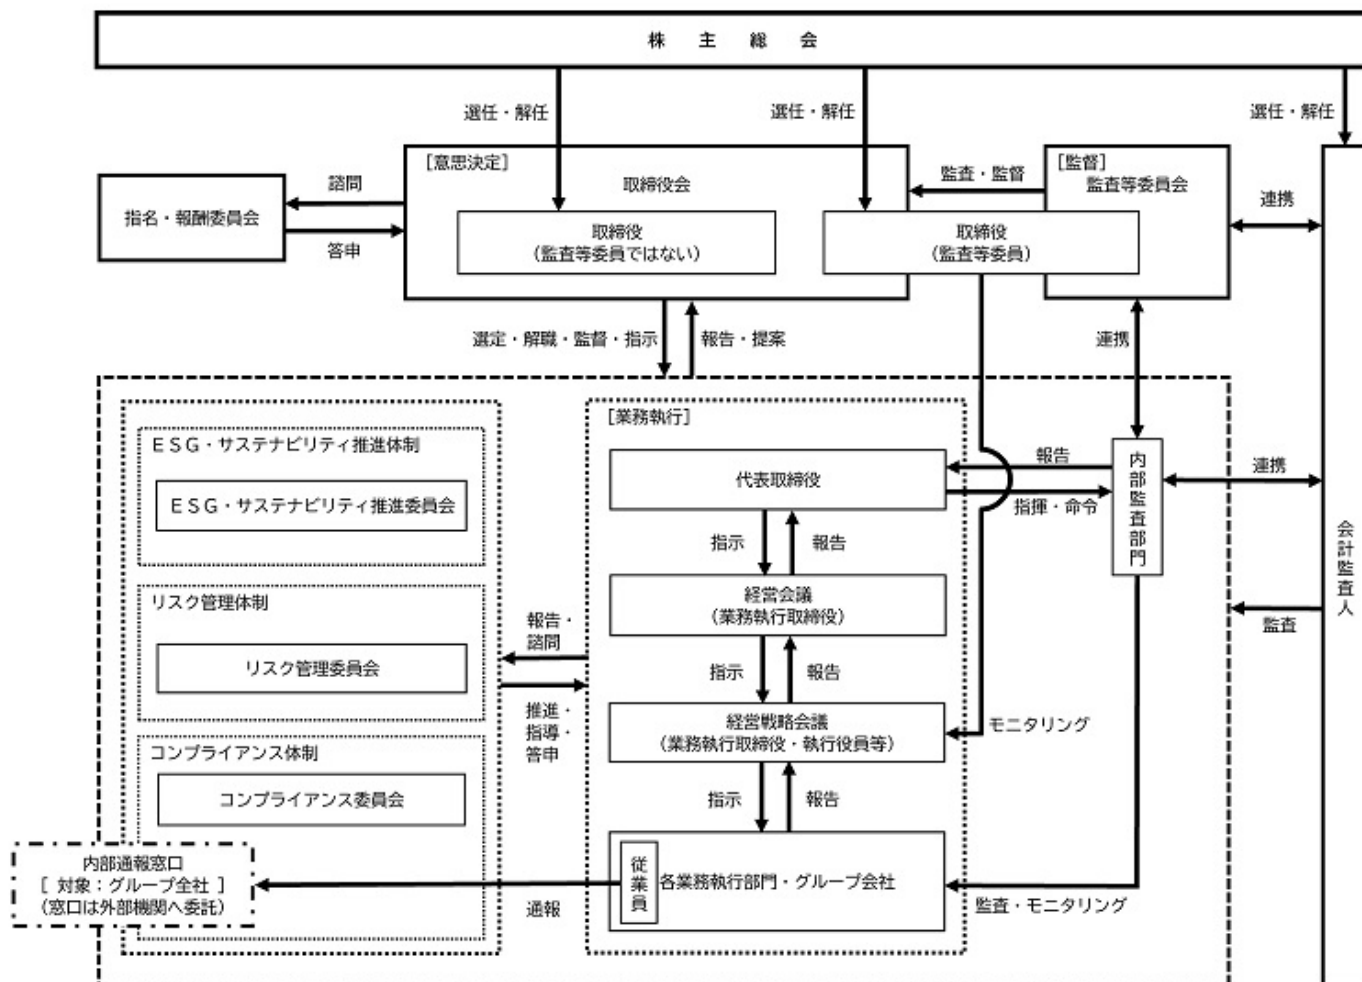 株主総会
選任・解任
選任・解任
選任・解任
[意思決定]
取締役会
[監督]
監査等委員会
監査・監督
諮問
指名・報酬委員会
答申
取締役
(監査等委員ではない)
取締役
(監査等委員)
連携
選定・解職・監督・指示
報告・提案
連携
[業務執行]
ESG・サステナビリティ推進体制
ESG・サステナビリティ推進委員会
代表取締役
報告
指揮・命令
内部監査部門
連携
会計監査人
指示
報告
リスク管理体制
リスク管理委員会
経営会議
(業務執行取締役)
報告・
諮問
監査
指示
報告
推進・
指導・
答申
経営戦略会議
(業務執行取締役・執行役員等)
モニタリング
コンプライアンス体制
コンプライアンス委員会
指示
報告
内部通報窓口
[ 対象：グループ全社 ]
(窓口は外部機関へ委託)
通報
従業員
各業務執行部門・グループ会社
監査・モニタリング